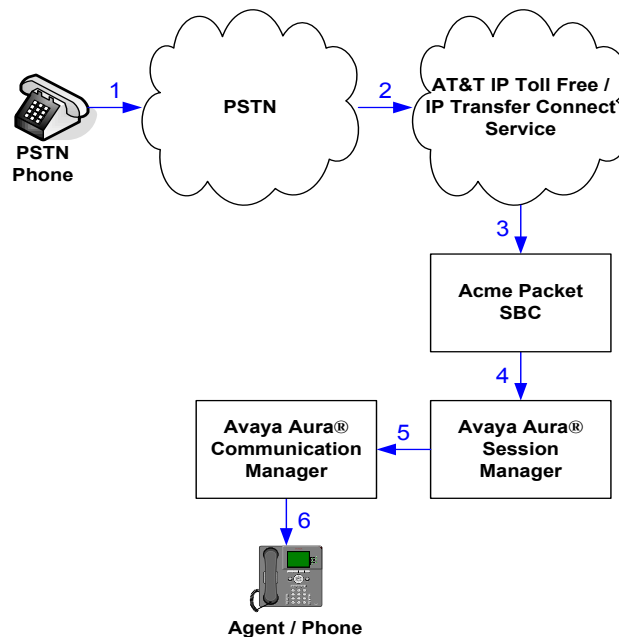 1
PSTN
Phone
PSTN
2
AT&T IP Toll Free /
IP Transfer Connect
Service
3
Acme Packet
SBC
4
Avaya Aura®
Session
Manager
5
Avaya Aura®
Communication
Manager
6
Agent / Phone